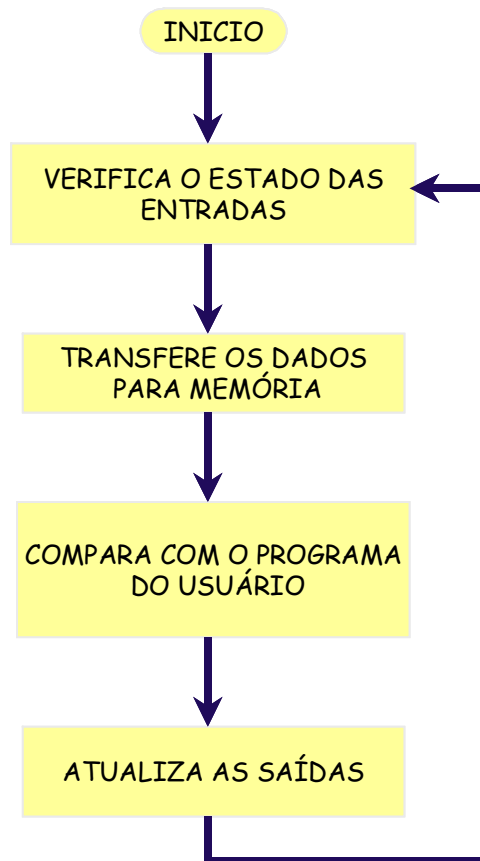 INICIO
VERIFICA O ESTADO DAS
ENTRADAS
TRANSFERE OS DADOS
PARA MEMÓRIA
COMPARA COM O PROGRAMA
DO USUÁRIO
ATUALIZA AS SAÍDAS